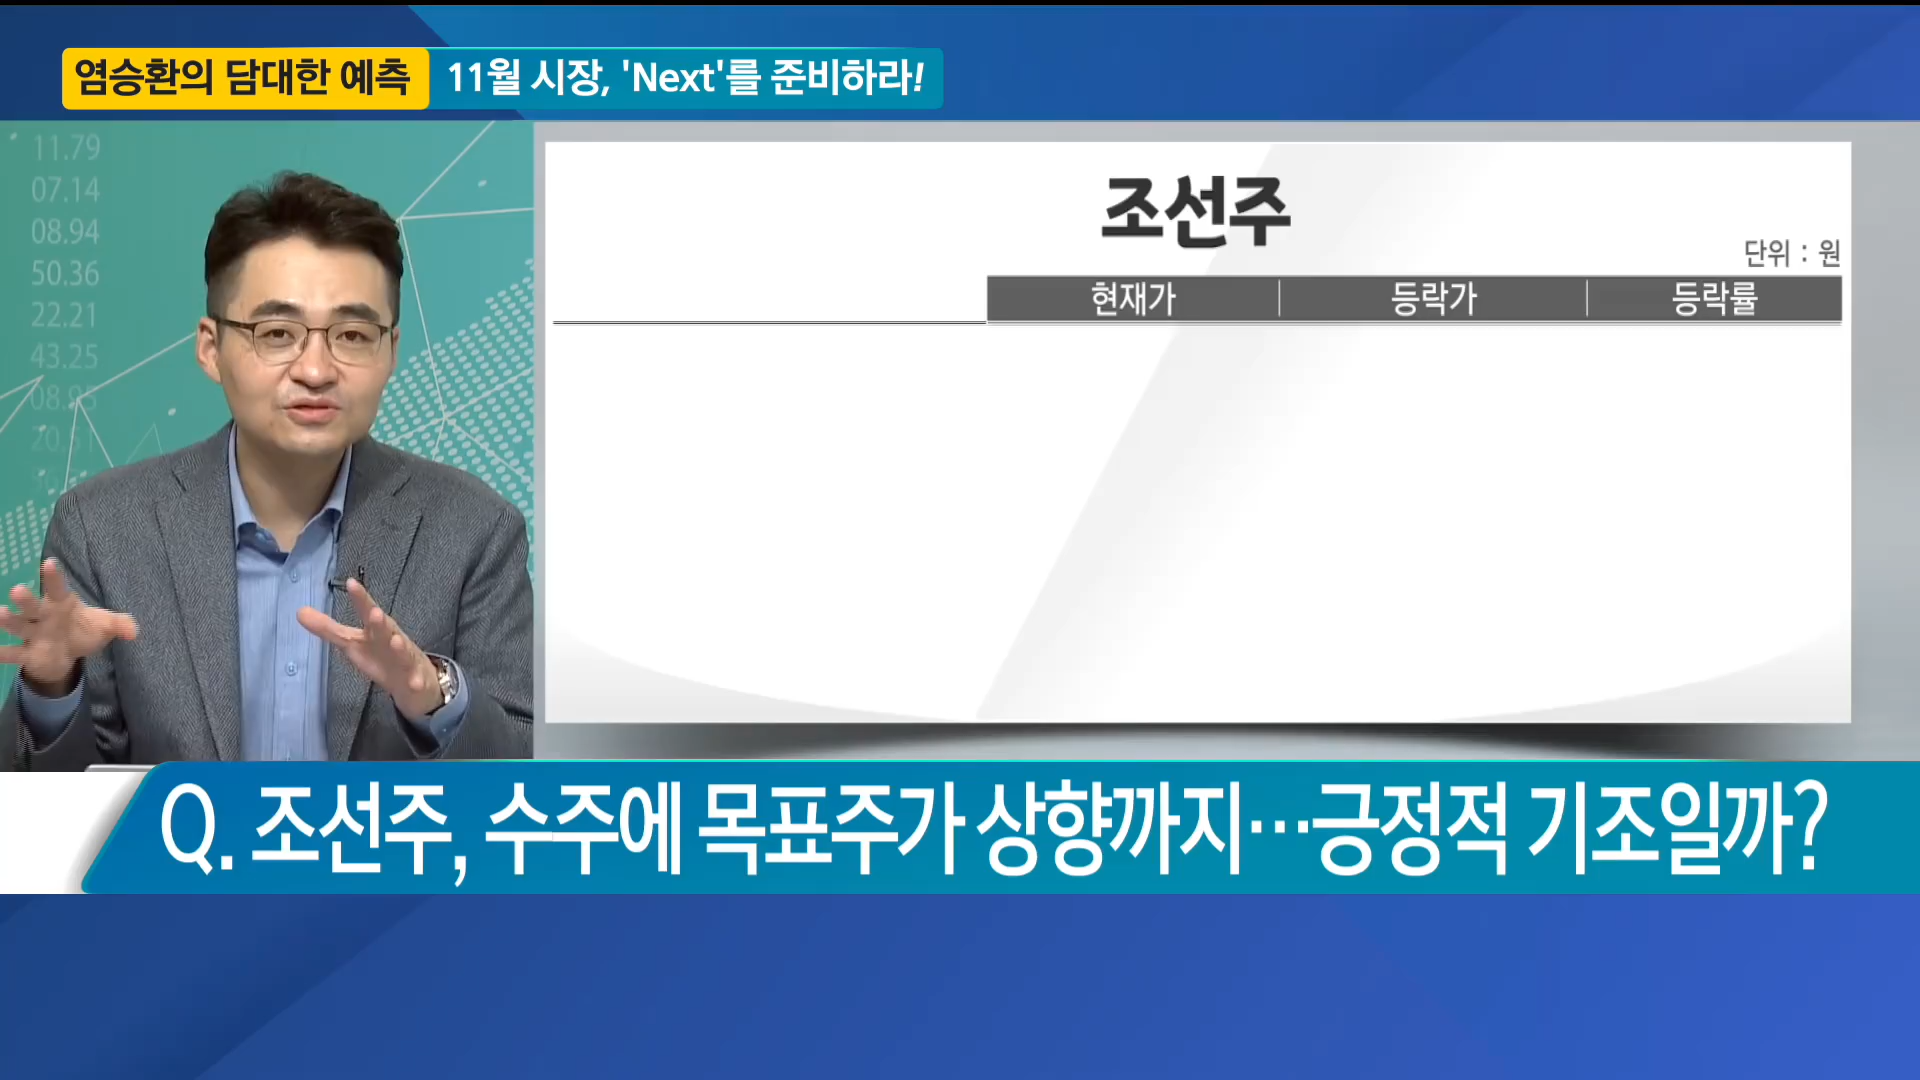 염승환의 담대한 예측
11월 시장, 'Next'를 준비하라!
11.79
07.14
08.94
50.36
22.21
43.25
08.95
조선주
단위 : 원
현재가 등락가 등락률
Q. 조선주, 수주에 목표주가 상향까지…긍정적 기조일까?